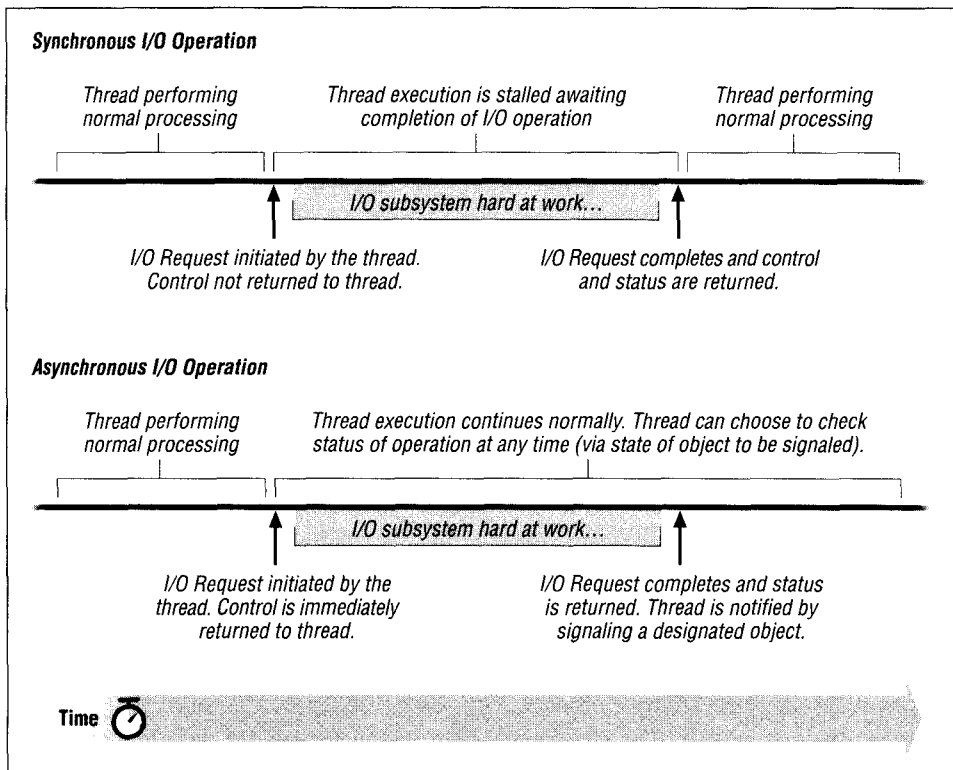 Synchronous I/O Operation
Thread performing
normal processing
Thread execution is stalled awaiting
completion of I/O operation
Thread performing
normal processing
I/O subsystem hard at work...
I/O Request initiated by the thread.
Control not returned to thread.
I/O Request completes and control
and status are returned.
Asynchronous I/O Operation
Thread performing
normal processing
Thread execution continues normally. Thread can choose to check
status of operation at any time (via state of object to be signaled).
I/O subsystem hard at work...
I/O Request initiated by the
thread. Control is immediately
returned to thread.
I/O Request completes and status
is returned. Thread is notified by
signaling a designated object.
Time